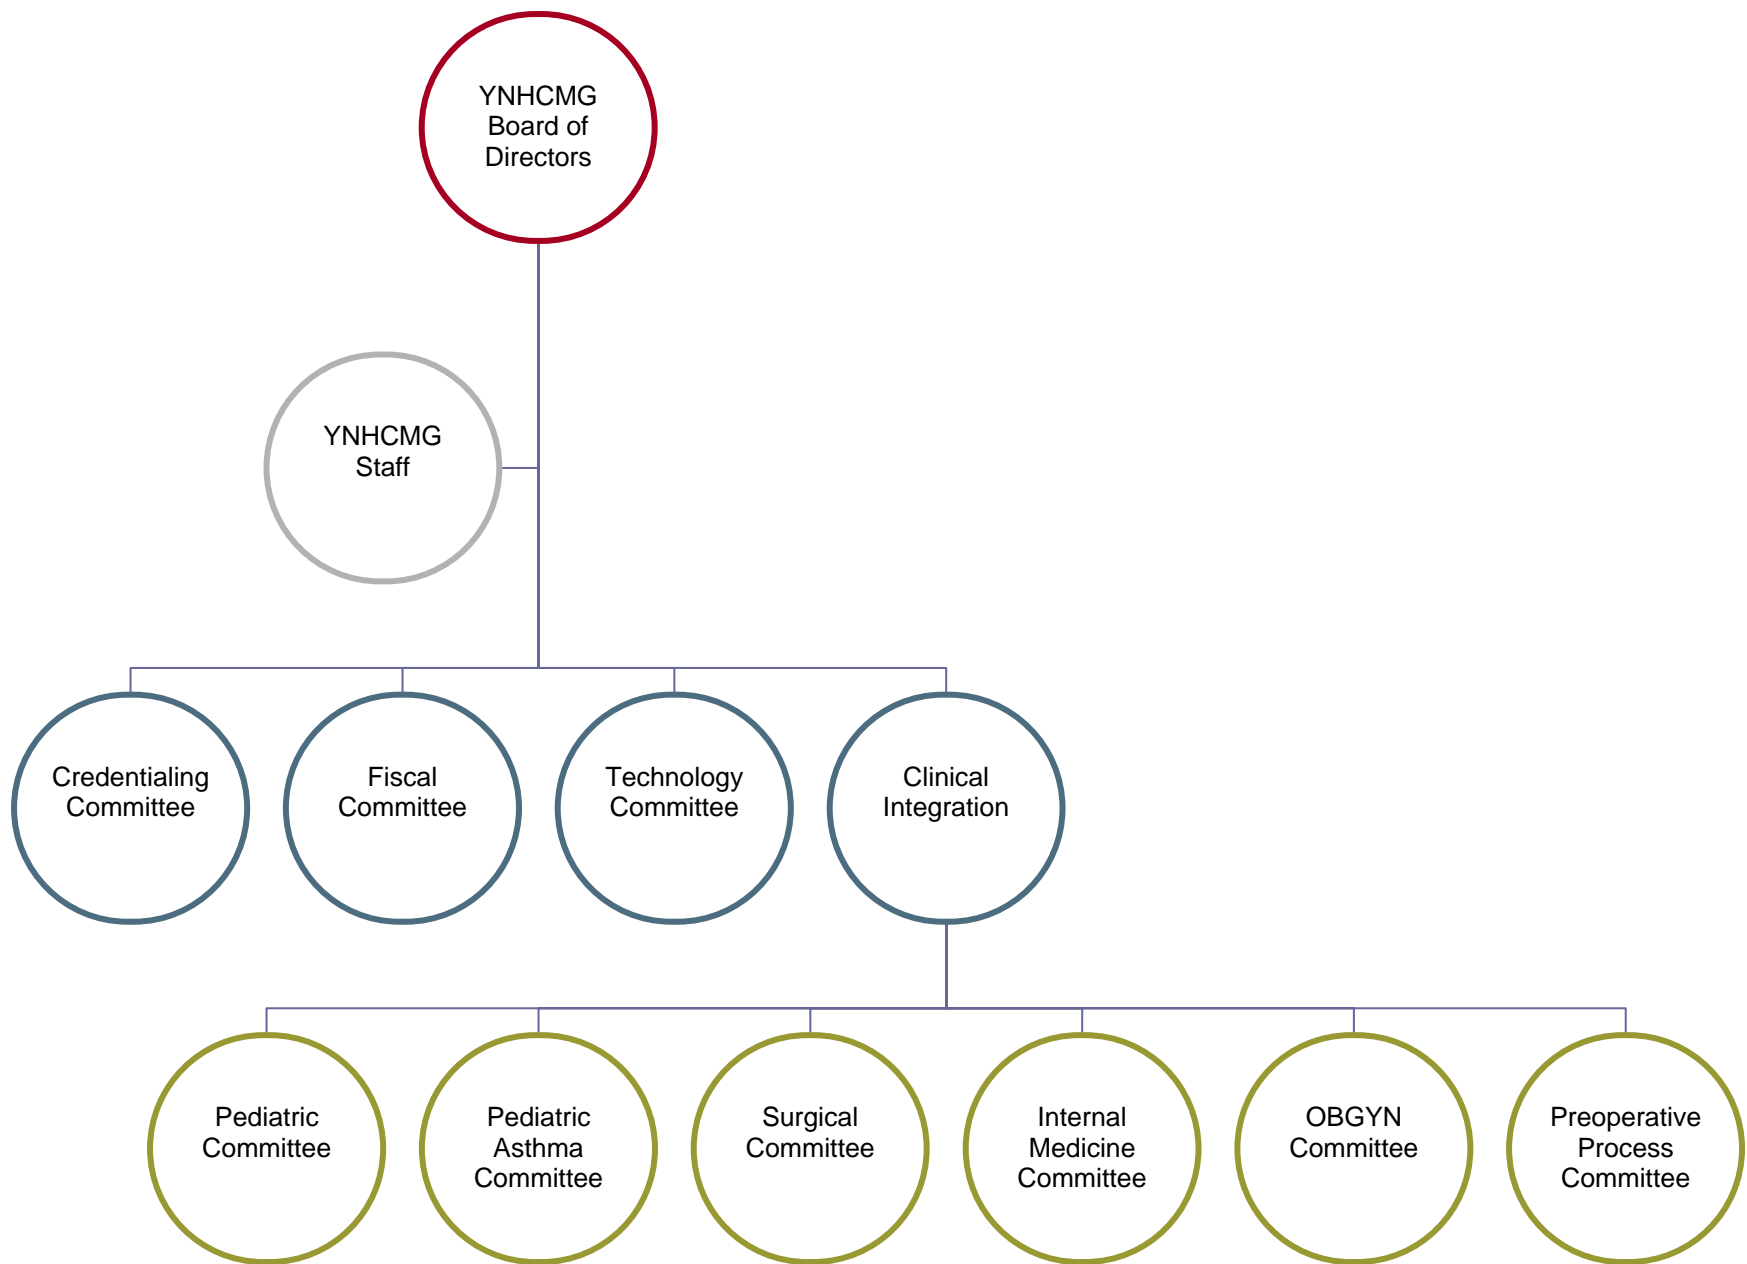 YNHCMG
Board of
Directors
YNHCMG
Staff
Credentialing
Committee
Fiscal
Committee
Technology
Committee
Clinical
Integration
Pediatric
Committee
Pediatric
Asthma
Committee
Surgical
Committee
Internal
Medicine
Committee
OBGYN
Committee
Preoperative
Process
Committee